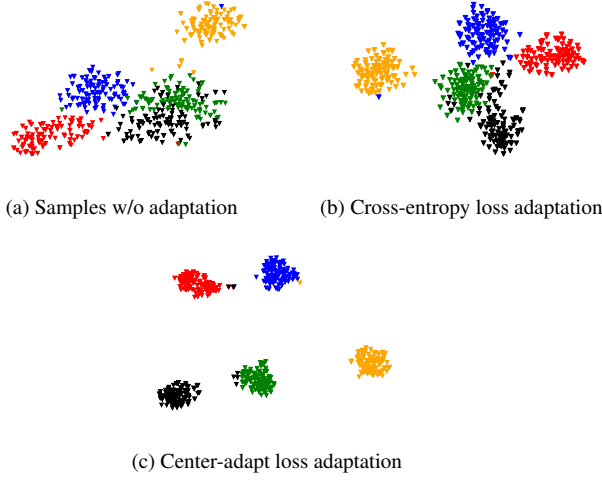 (a) Samples w/o adaptation
(b) Cross-entropy loss adaptation
(c) Center-adapt loss adaptation